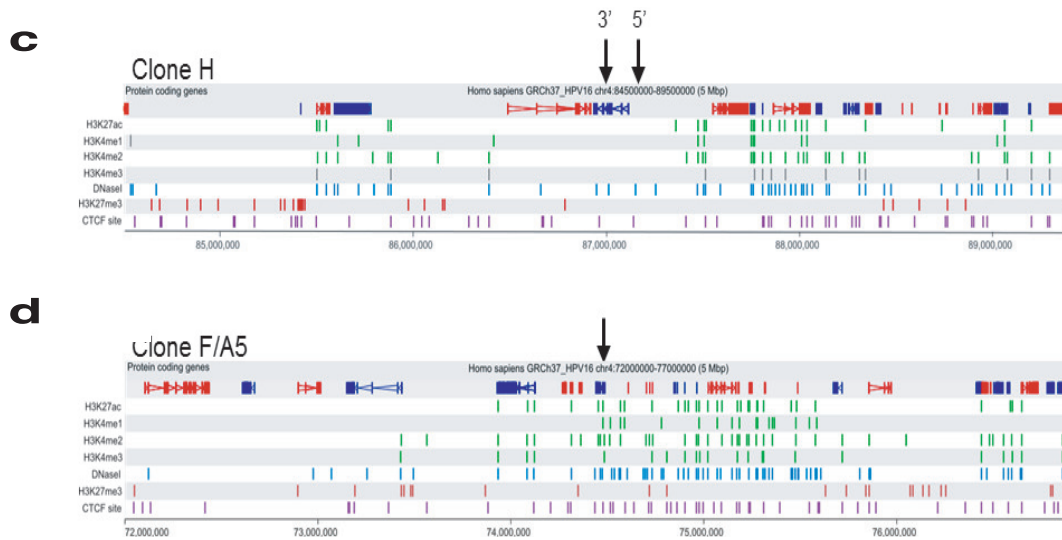 c
3’ 5’
Clone H
Protein coding genes Homo sapiens GRCh37_HPV16 chr4:84500000-89500000 (5 Mbp)
H3K27ac
H3K4me1
H3K4me2
H3K4me3
DNaseI
H3K27me3
CTCF site
85,000,000 86,000,000 87,000,000 88,000,000 89,000,000
d
Clone F/A5
Protein coding genes Homo sapiens GRCh37_HPV16 chr4:72000000-77000000 (5 Mbp)
H3K27ac
H3K4me1
H3K4me2
H3K4me3
DNaseI
H3K27me3
CTCF site
72,000,000 73,000,000 74,000,000 75,000,000 76,000,000